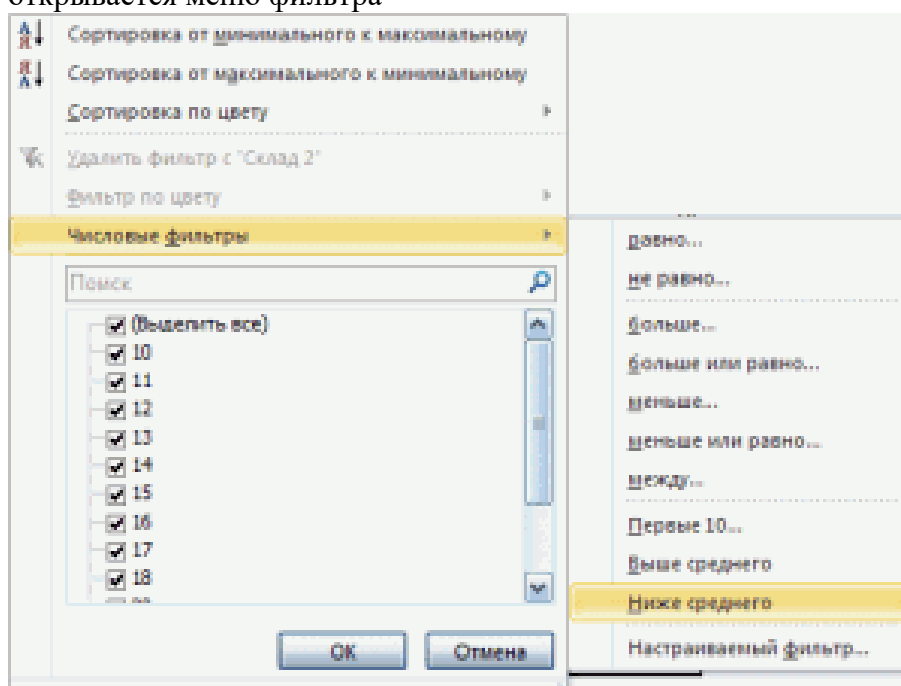 открывается меню фильтра
Сортировка от минимального к максимальному
Сортировка от максимального к минимальному
Сортировка по цвету
Удалить фильтр с "Склад 2"
Фильтр по цвету
Числовые фильтры
Поиск
(Выделить все)
10
11
12
13
14
15
16
17
18
ОК Отмена
равно...
не равно...
больше...
больше или равно...
меньше...
меньше или равно...
между...
Первые 10...
Выше среднего
Ниже среднего
Настраиваемый фильтр...